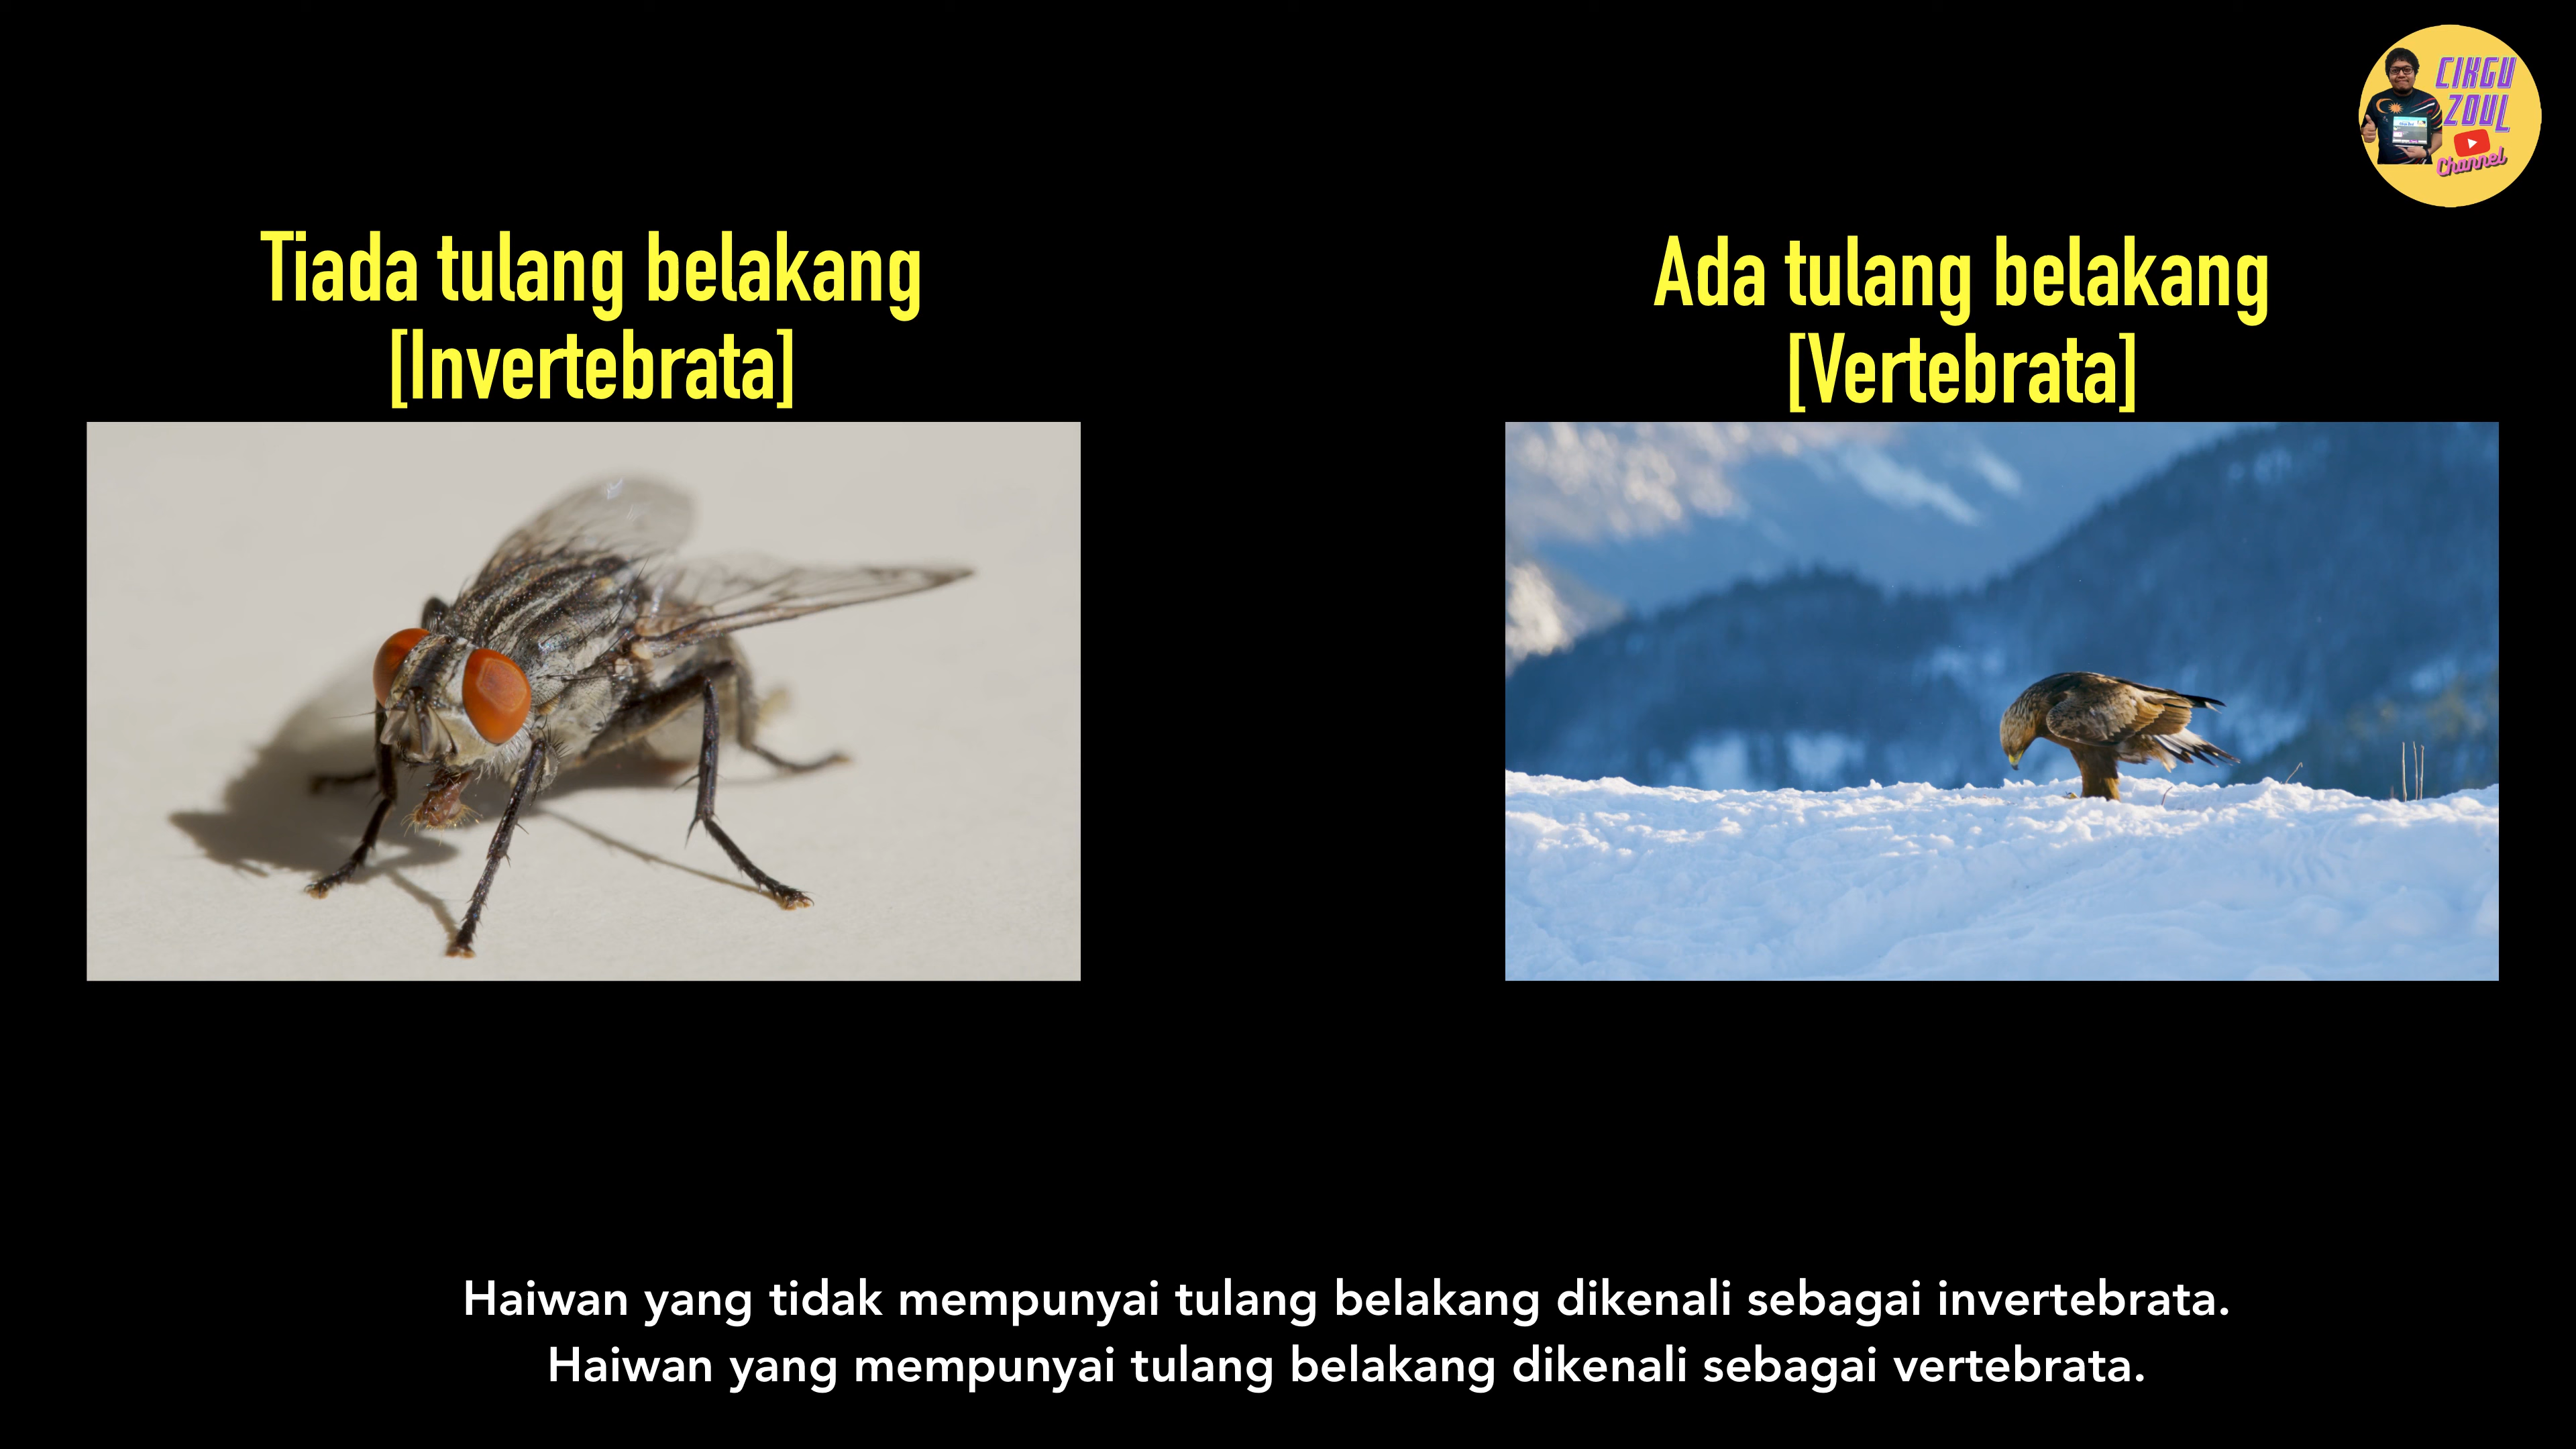 CIKGU
ZOUL
Channel
Tiada tulang belakang
[Invertebrata]
Ada tulang belakang
[Vertebrata]
Haiwan yang tidak mempunyai tulang belakang dikenali sebagai invertebrata.
Haiwan yang mempunyai tulang belakang dikenali sebagai vertebrata.